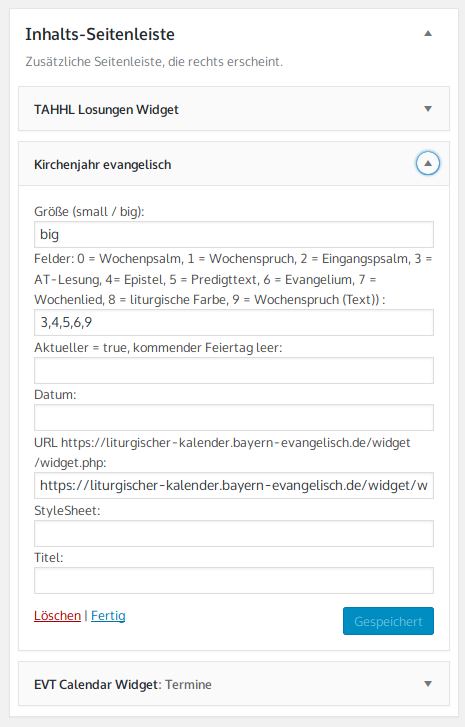 Inhalts-Seitenleiste
Zusätzliche Seitenleiste, die rechts erscheint.
TAHHL Losungen Widget
Kirchenjahr evangelisch
Größe (small / big):
big
Felder: 0 = Wochenpsalm, 1 = Wochenspruch, 2 = Eingangspsalm, 3 =
AT-Lesung, 4= Epistel, 5 = Predigttext, 6 = Evangelium, 7 =
Wochenlied, 8 = liturgische Farbe, 9 = Wochenspruch (Text)) :
3,4,5,6,9
Aktueller = true, kommender Feiertag leer:
Datum:
URL https://liturgischer-kalender.bayern-evangelisch.de/widget
/widget.php:
https://liturgischer-kalender.bayern-evangelisch.de/widget/w
StyleSheet:
Titel:
Löschen | Fertig
Gespeichert
EVT Calendar Widget: Termine